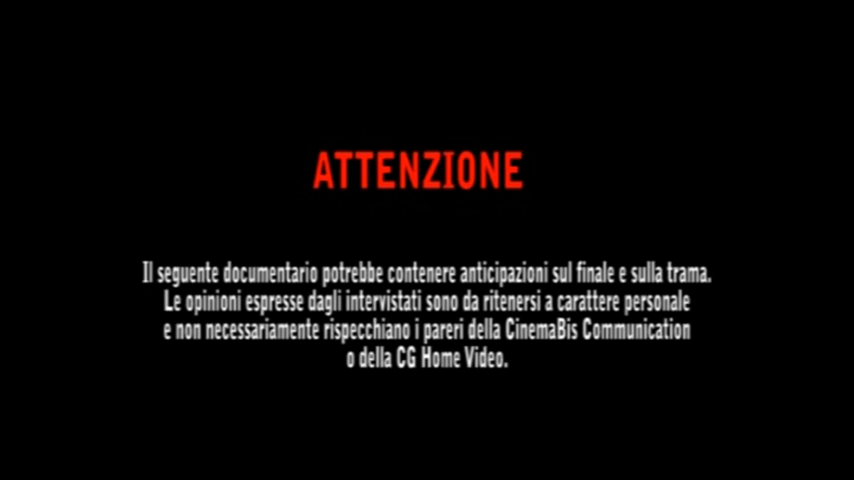 ATTENZIONE
Il seguente documentario potrebbe contenere anticipazioni sul finale e sulla trama.
Le opinioni espresse dagli intervistati sono da ritenersi a carattere personale
e non necessariamente rispecchiano i pareri della CinemaBis Communication
o della CG Home Video.